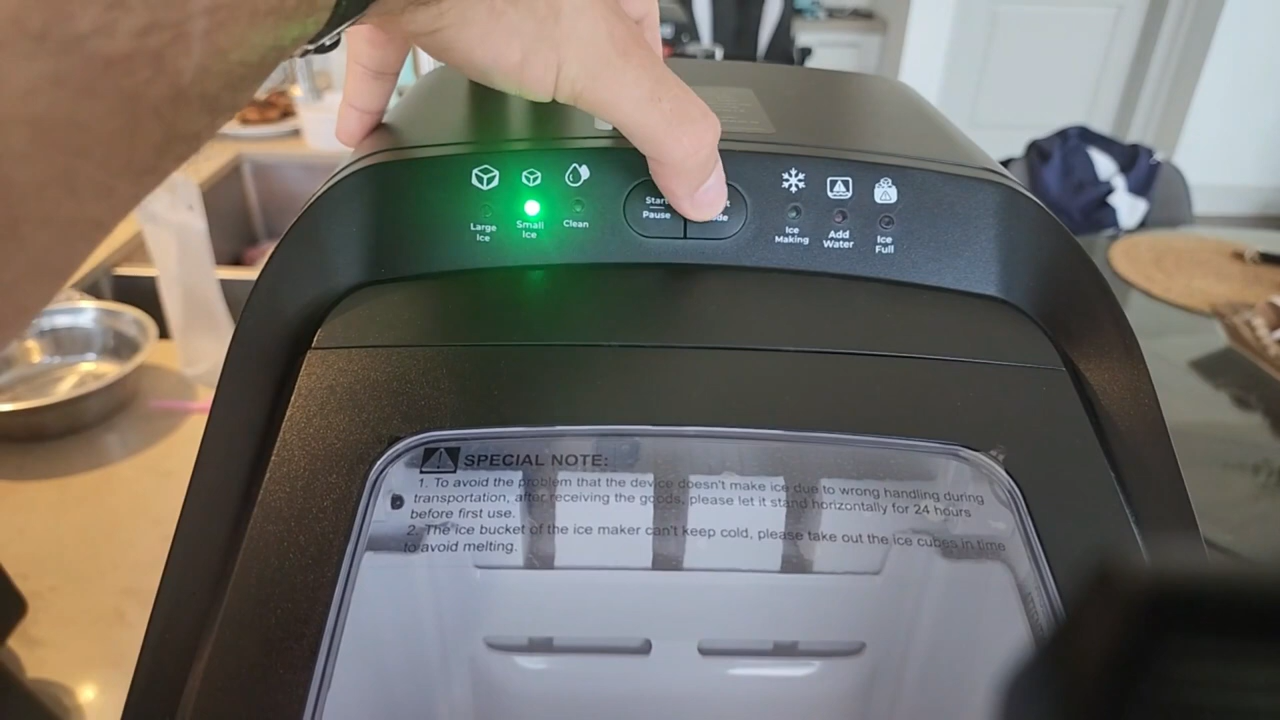 Large
Ice
Small
Ice
Clean
Start
Pause
Ice
Making
Add
Water
Ice
Full
SPECIAL NOTE:
1. To avoid the problem that the device doesn't make ice due to wrong handling during
transportation, after receiving the goods, please let it stand horizontally for 24 hours
before first use.
2. The ice bucket of the ice maker can't keep cold, please take out the ice cubes in time
to avoid melting.